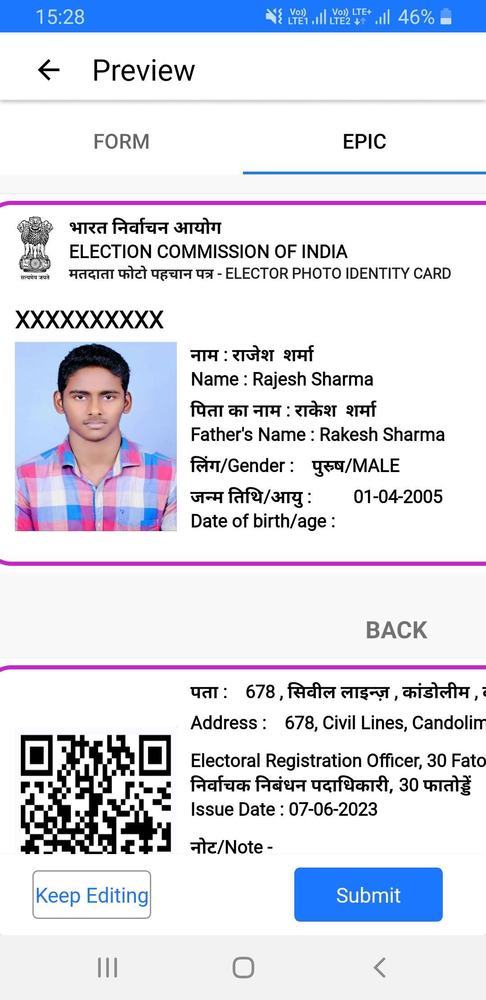 15:28 Vo)) LTE1 Vo)) LTE+ LTE2 46%
Preview
FORM EPIC
भारत निर्वाचन आयोग
ELECTION COMMISSION OF INDIA
मतदाता फोटो पहचान पत्र - ELECTOR PHOTO IDENTITY CARD
सत्यमेव जयते
XXXXXXXXXX
नाम : राजेश शर्मा
Name : Rajesh Sharma
पिता का नाम : राकेश शर्मा
Father's Name : Rakesh Sharma
लिंग/Gender : पुरुष/MALE
जन्म तिथि/आयु : 01-04-2005
Date of birth/age :
BACK
पता : 678 , सिवील लाइन्ज़ , कांडोलीम ,
Address : 678, Civil Lines, Candolim
Electoral Registration Officer, 30 Fato
निर्वाचक निबंधन पदाधिकारी, 30 फातोर्डे
Issue Date : 07-06-2023
नोट/Note -
Keep Editing Submit